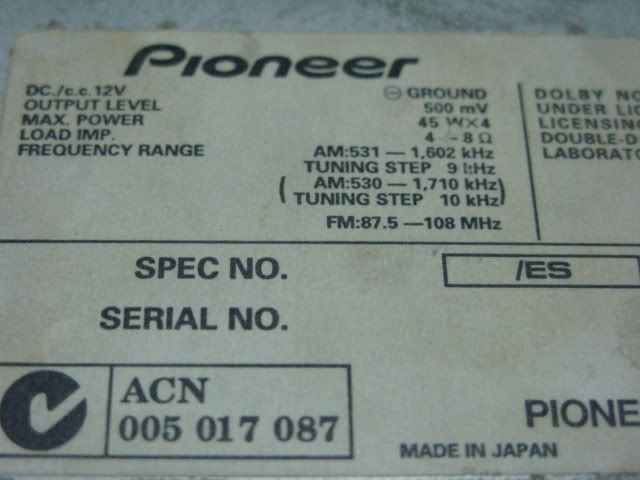 Pioneer
DC./c.c. 12V ⊖ GROUND
OUTPUT LEVEL 500 mV
MAX. POWER 45 W×4
LOAD IMP. 4 — 8 Ω
FREQUENCY RANGE AM:531 — 1,602 kHz
TUNING STEP 9 kHz
(AM:530 — 1,710 kHz)
(TUNING STEP 10 kHz)
FM:87.5 — 108 MHz
DOLBY NO
UNDER LIC
LICENSING
DOUBLE-D
LABORATO
SPEC NO. /ES
SERIAL NO.
ACN
005 017 087
PIONE
MADE IN JAPAN